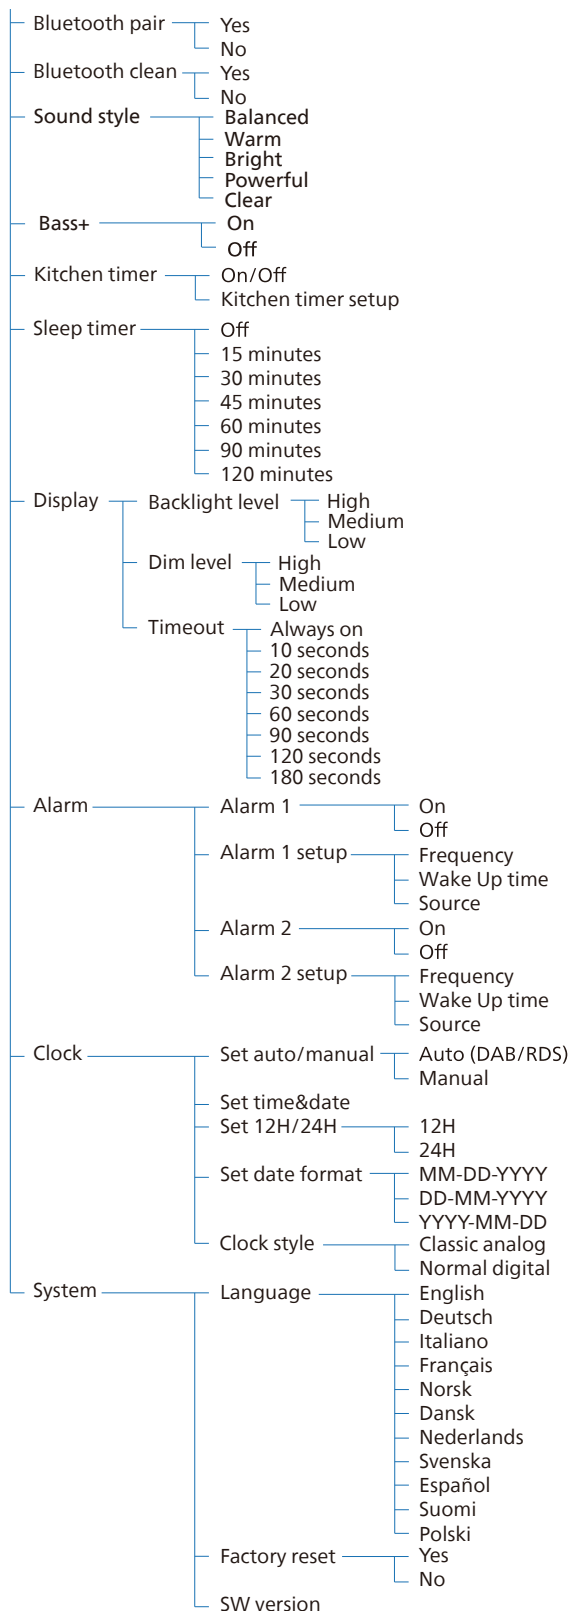 Bluetooth pair Yes
No
Bluetooth clean Yes
No
Sound style Balanced
Warm
Bright
Powerful
Clear
Bass+ On
Off
Kitchen timer On/Off
Kitchen timer setup
Sleep timer Off
15 minutes
30 minutes
45 minutes
60 minutes
90 minutes
120 minutes
Display Backlight level High
Medium
Low
Dim level High
Medium
Low
Timeout Always on
10 seconds
20 seconds
30 seconds
60 seconds
90 seconds
120 seconds
180 seconds
Alarm Alarm 1 On
Off
Alarm 1 setup Frequency
Wake Up time
Source
Alarm 2 On
Off
Alarm 2 setup Frequency
Wake Up time
Source
Clock Set auto/manual Auto (DAB/RDS)
Manual
Set time&date
Set 12H/24H 12H
24H
Set date format MM-DD-YYYY
DD-MM-YYYY
YYYY-MM-DD
Clock style Classic analog
Normal digital
System Language English
Deutsch
Italiano
Français
Norsk
Dansk
Nederlands
Svenska
Español
Suomi
Polski
Factory reset Yes
No
SW version